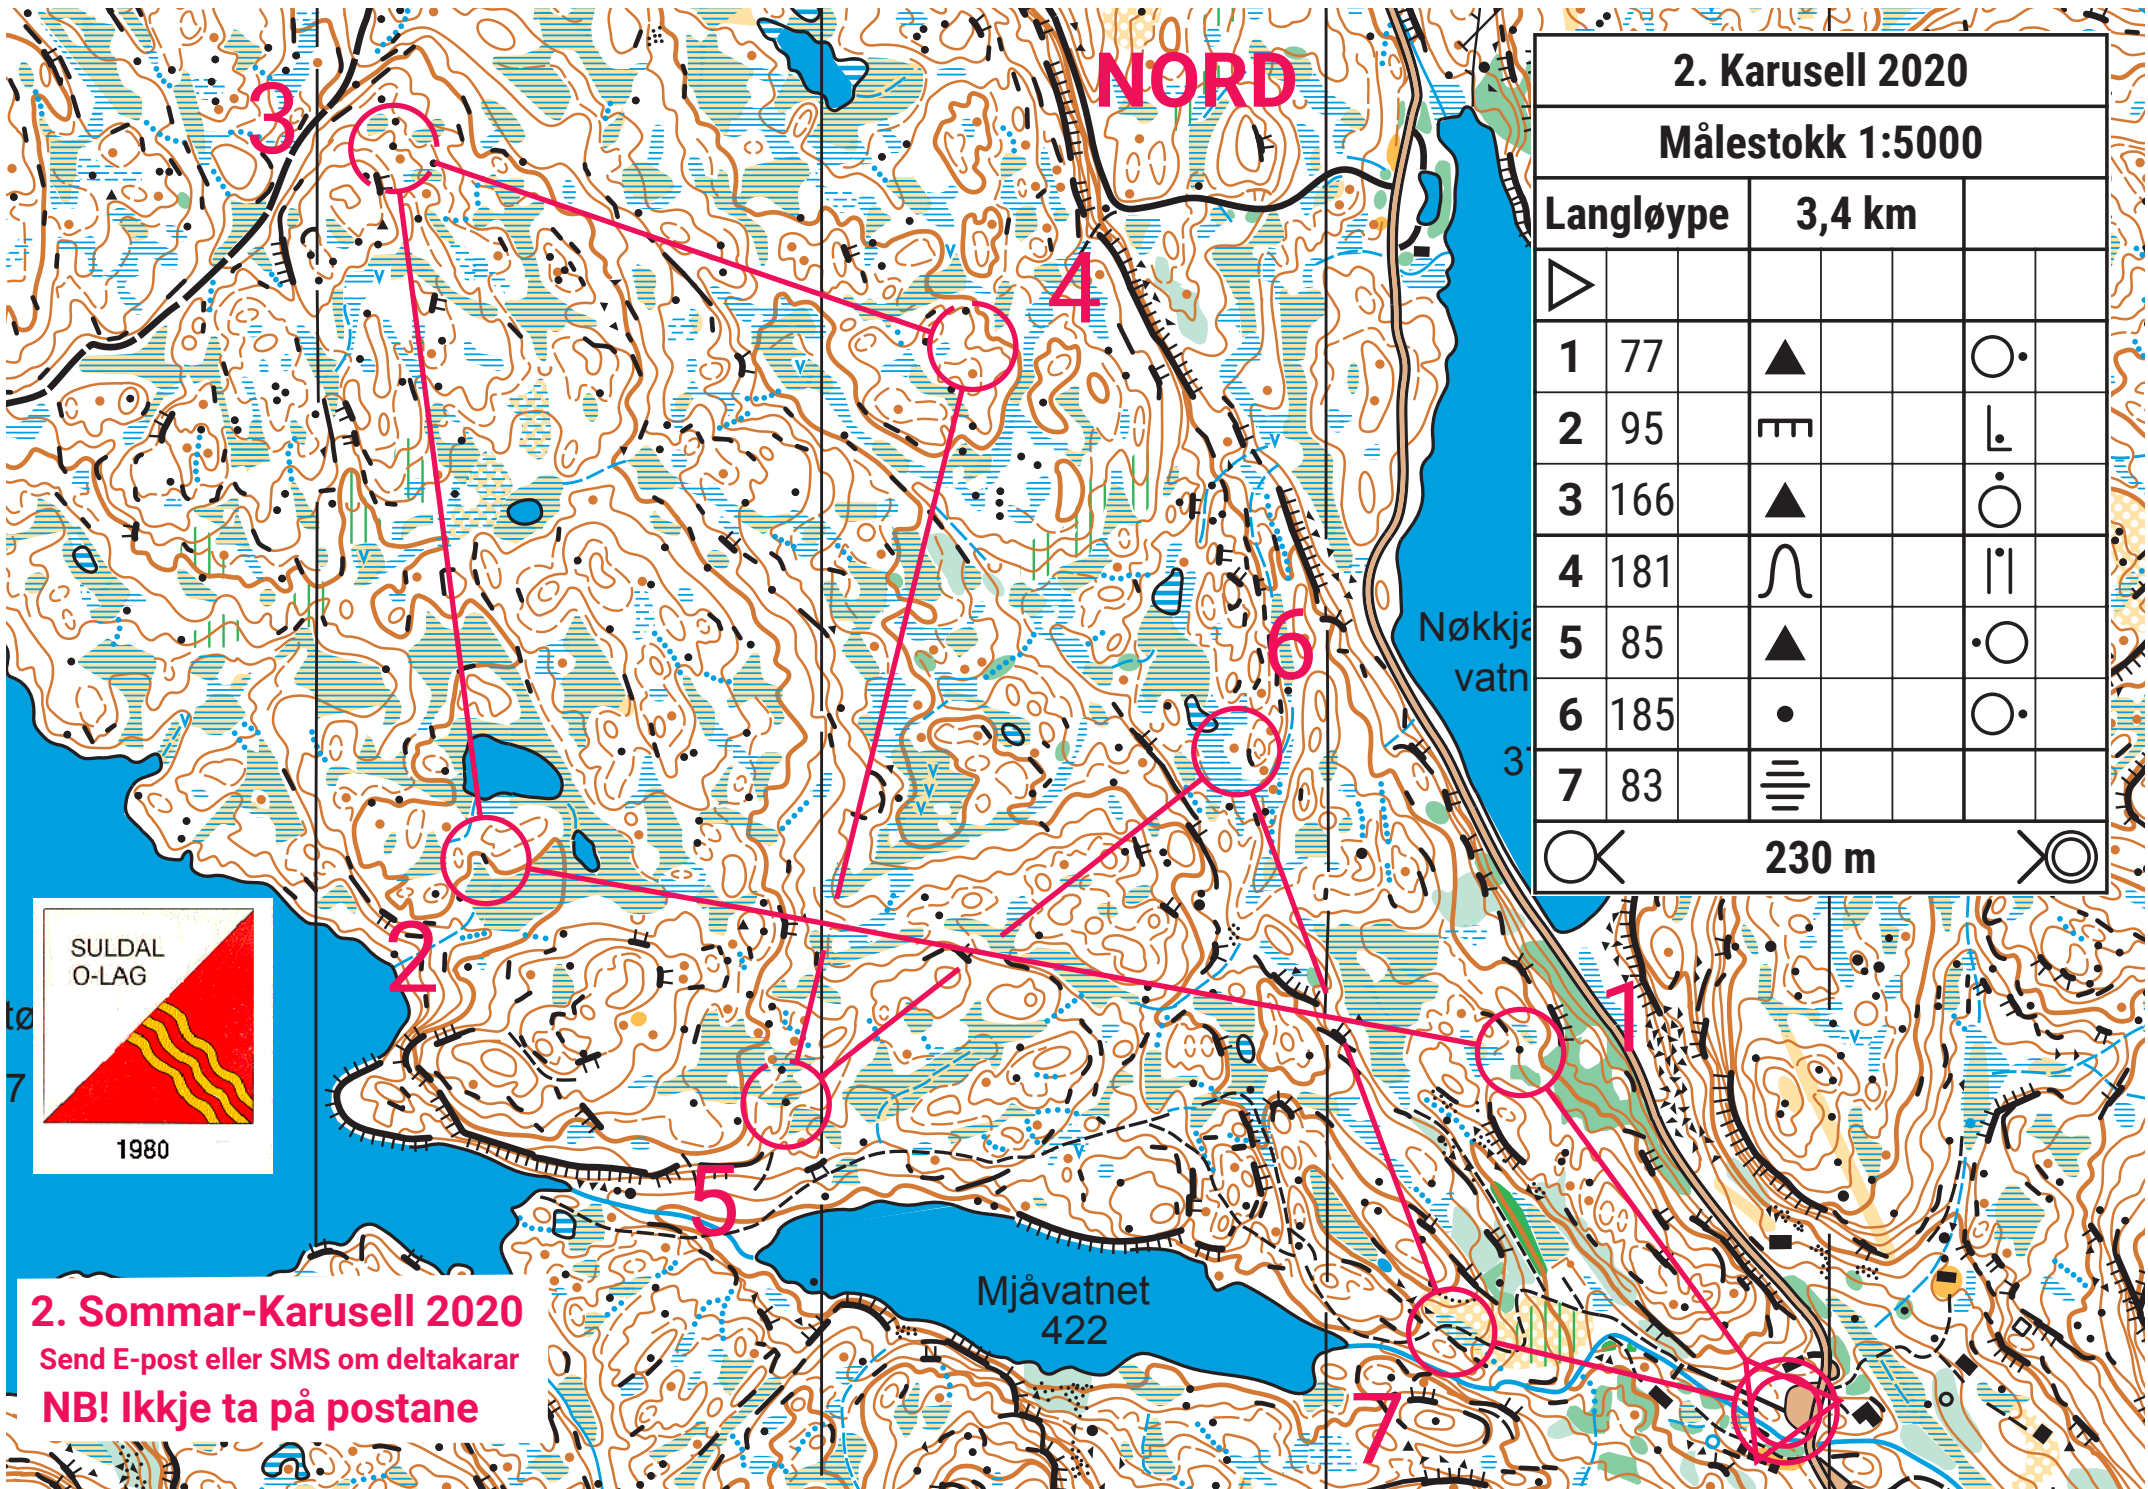 NORD
3
4
6
2
1
5
7
2. Karusell 2020
Målestokk 1:5000
Langløype 3,4 km
1 77
2 95
3 166
4 181
5 85
6 185
7 83
230 m
Nøkkja
vatn
SULDAL
O-LAG
1980
Mjåvatnet
422
2. Sommar-Karusell 2020
Send E-post eller SMS om deltakarar
NB! Ikkje ta på postane